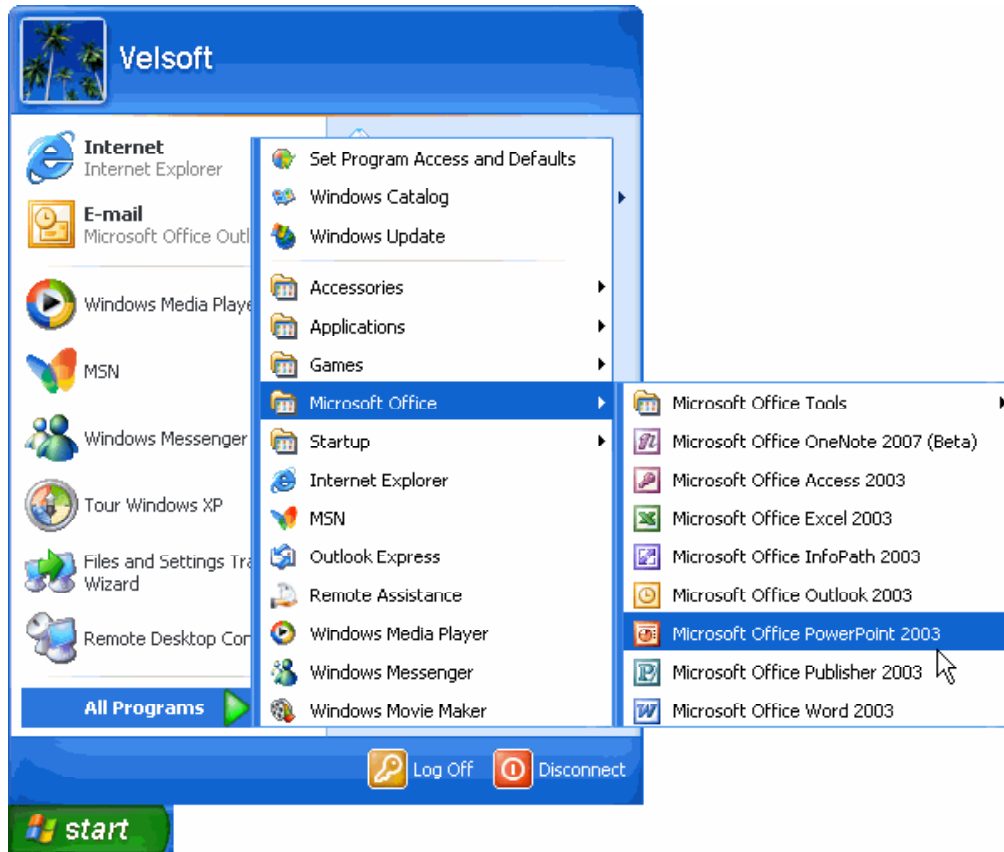 Velsoft
Internet
Internet Explorer
E-mail
Microsoft Office Outl
Windows Media Playe
MSN
Windows Messenger
Tour Windows XP
Files and Settings Tra
Wizard
Remote Desktop Con
All Programs
Set Program Access and Defaults
Windows Catalog
Windows Update
Accessories
Applications
Games
Microsoft Office
Startup
Internet Explorer
MSN
Outlook Express
Remote Assistance
Windows Media Player
Windows Messenger
Windows Movie Maker
Microsoft Office Tools
Microsoft Office OneNote 2007 (Beta)
Microsoft Office Access 2003
Microsoft Office Excel 2003
Microsoft Office InfoPath 2003
Microsoft Office Outlook 2003
Microsoft Office PowerPoint 2003
Microsoft Office Publisher 2003
Microsoft Office Word 2003
Log Off
Disconnect
start